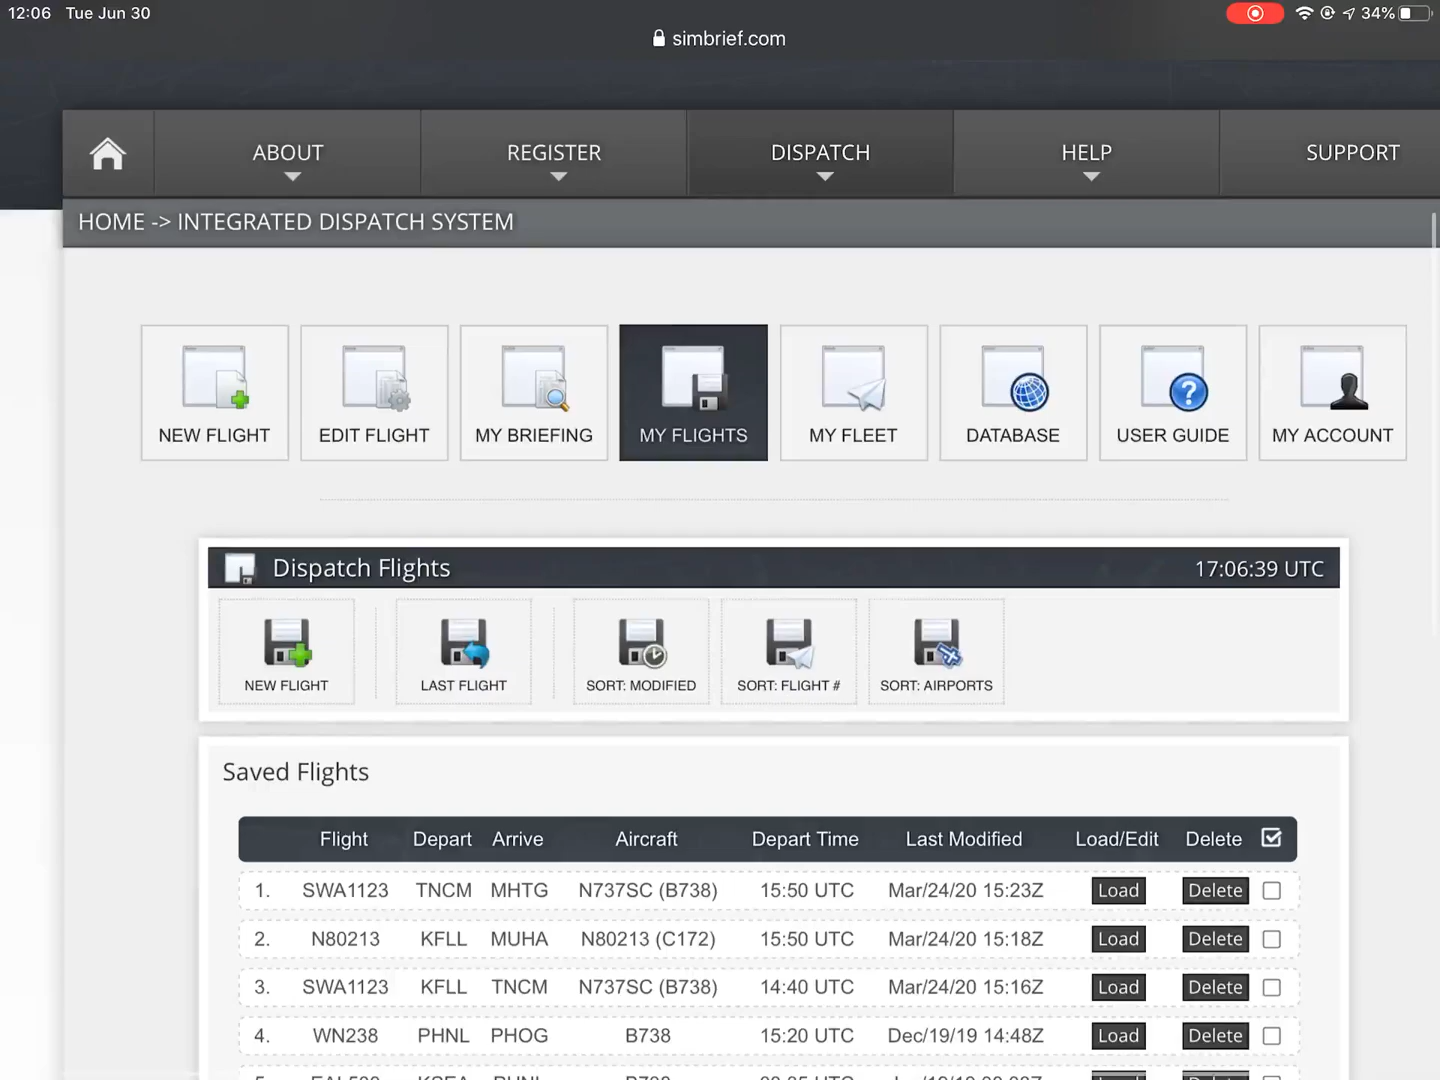 12:06 Tue Jun 30 34%
simbrief.com
ABOUT REGISTER DISPATCH HELP SUPPORT
HOME -> INTEGRATED DISPATCH SYSTEM
NEW FLIGHT EDIT FLIGHT MY BRIEFING MY FLIGHTS MY FLEET DATABASE USER GUIDE MY ACCOUNT
Dispatch Flights 17:06:39 UTC
NEW FLIGHT LAST FLIGHT SORT: MODIFIED SORT: FLIGHT # SORT: AIRPORTS
Saved Flights
Flight Depart Arrive Aircraft Depart Time Last Modified Load/Edit Delete
1. SWA1123 TNCM MHTG N737SC (B738) 15:50 UTC Mar/24/20 15:23Z Load Delete
2. N80213 KFLL MUHA N80213 (C172) 15:50 UTC Mar/24/20 15:18Z Load Delete
3. SWA1123 KFLL TNCM N737SC (B738) 14:40 UTC Mar/24/20 15:16Z Load Delete
4. WN238 PHNL PHOG B738 15:20 UTC Dec/19/19 14:48Z Load Delete